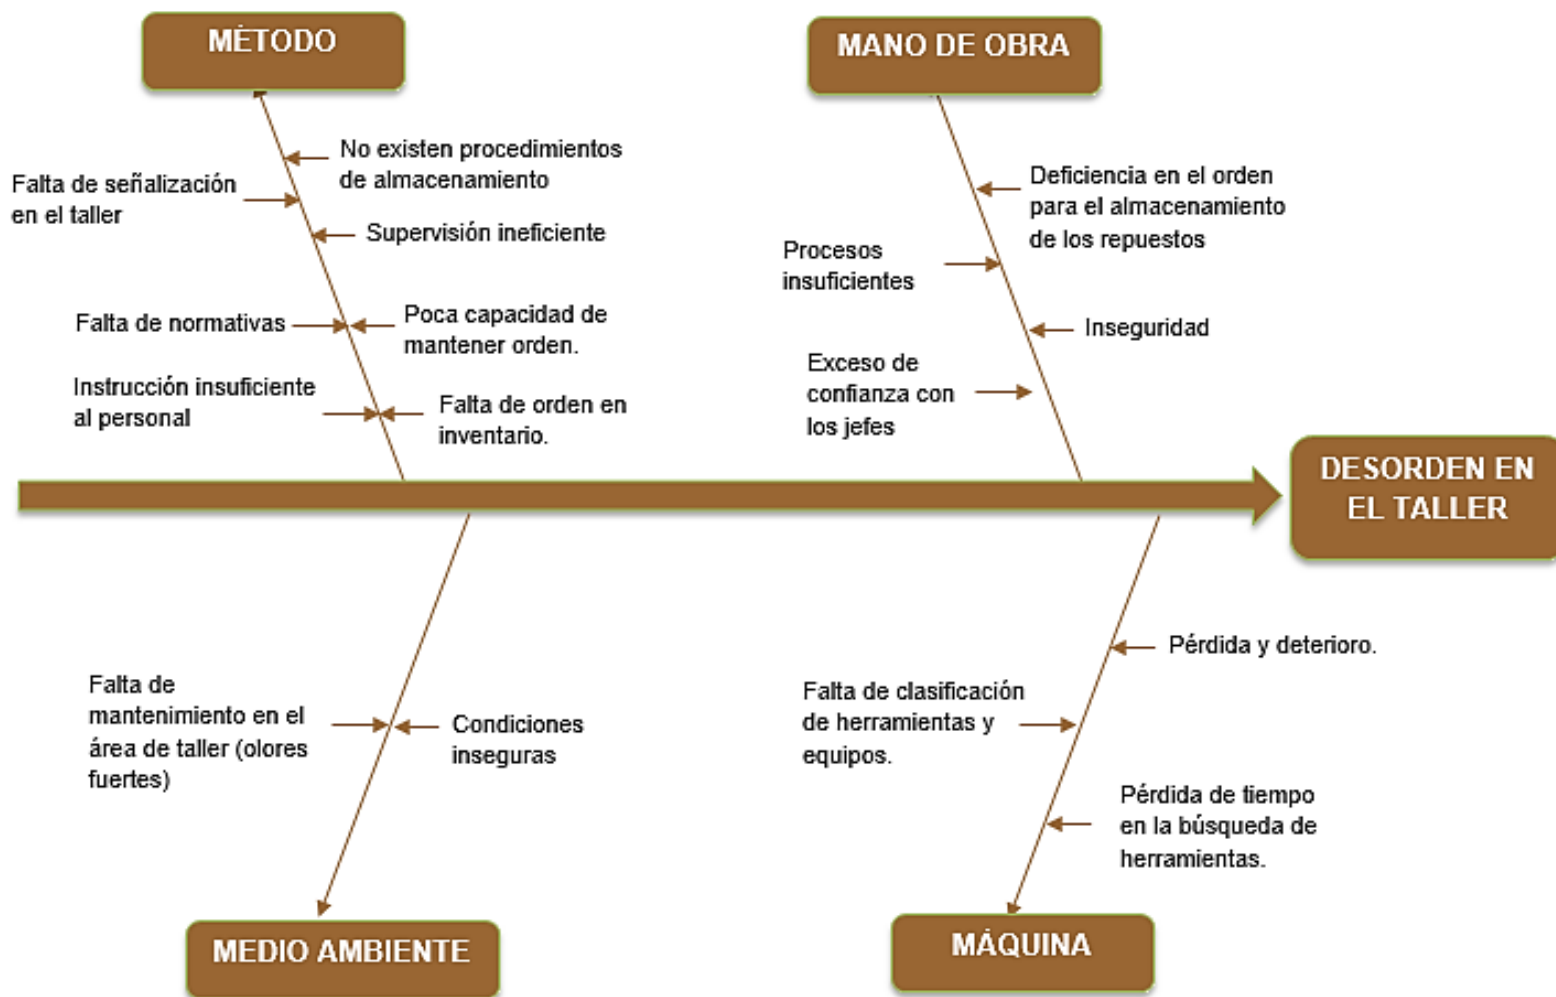 MÉTODO
MANO DE OBRA
No existen procedimientos
de almacenamiento
Falta de señalización
en el taller
Supervisión ineficiente
Falta de normativas
Poca capacidad de
mantener orden.
Instrucción insuficiente
al personal
Falta de orden en
inventario.
Deficiencia en el orden
para el almacenamiento
de los repuestos
Procesos
insuficientes
Inseguridad
Exceso de
confianza con
los jefes
DESORDEN EN
EL TALLER
Falta de
mantenimiento en el
área de taller (olores
fuertes)
Condiciones
inseguras
Pérdida y deterioro.
Falta de clasificación
de herramientas y
equipos.
Pérdida de tiempo
en la búsqueda de
herramientas.
MEDIO AMBIENTE
MÁQUINA